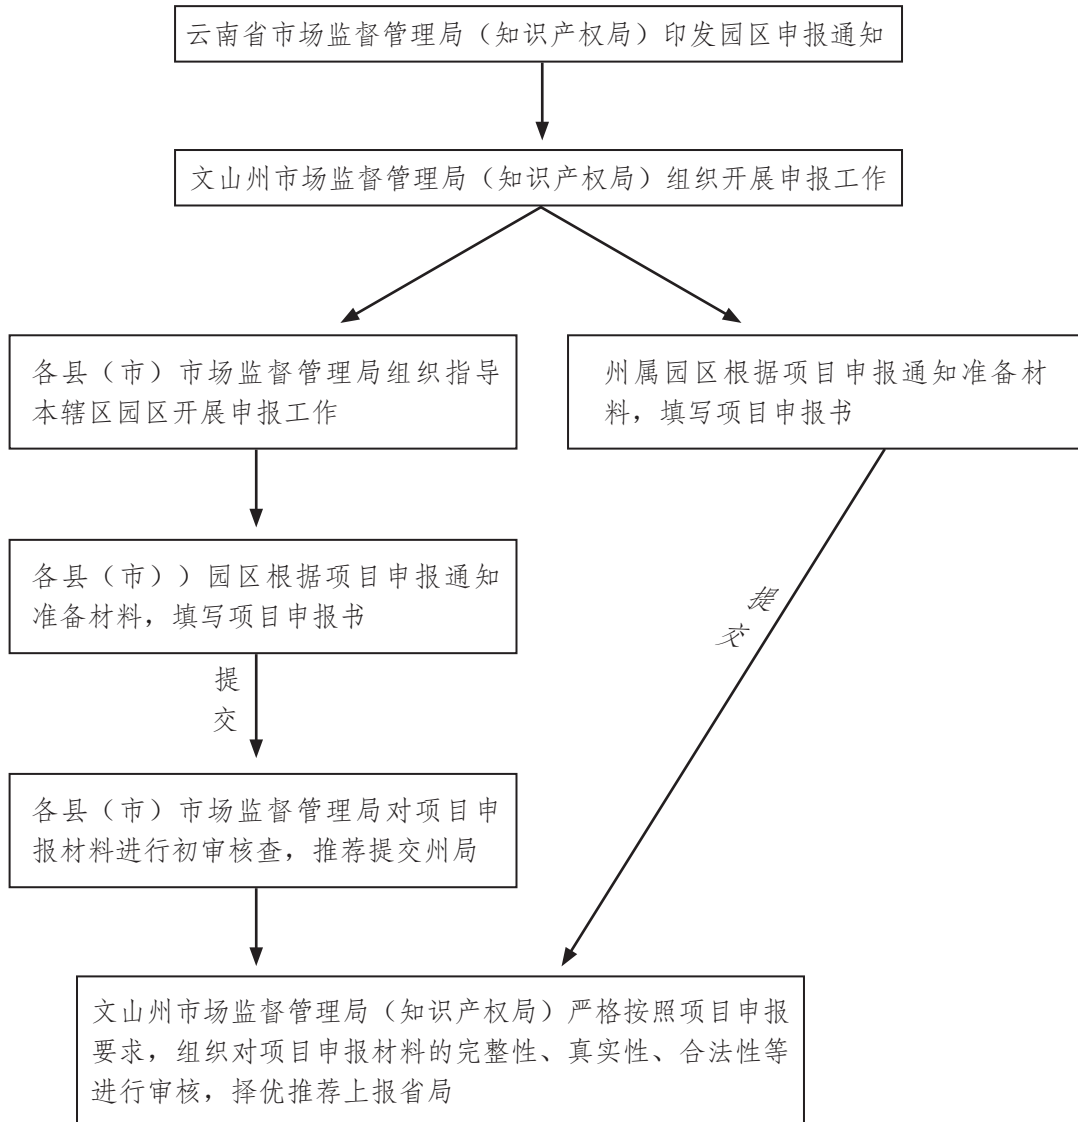 云南省市场监督管理局（知识产权局）印发园区申报通知
文山州市场监督管理局（知识产权局）组织开展申报工作
各县（市）市场监督管理局组织指导
本辖区园区开展申报工作
州属园区根据项目申报通知准备材
料，填写项目申报书
各县（市））园区根据项目申报通知
准备材料，填写项目申报书
提
交
提
交
各县（市）市场监督管理局对项目申
报材料进行初审核查，推荐提交州局
文山州市场监督管理局（知识产权局）严格按照项目申报
要求，组织对项目申报材料的完整性、真实性、合法性等
进行审核，择优推荐上报省局